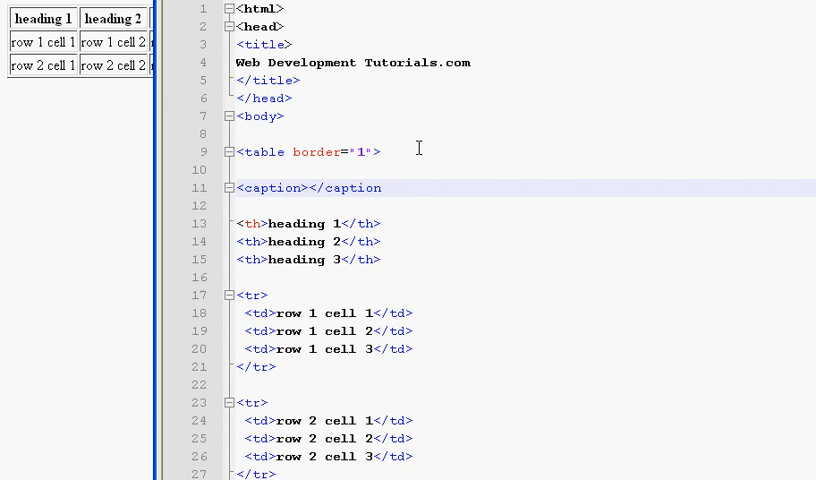 heading 1 heading 2
row 1 cell 1 row 1 cell 2
row 2 cell 1 row 2 cell 2
1 <html>
2 <head>
3 <title>
4 Web Development Tutorials.com
5 </title>
6 </head>
7 <body>
8
9 <table border="1">
10
11 <caption></caption
12
13 <th>heading 1</th>
14 <th>heading 2</th>
15 <th>heading 3</th>
16
17 <tr>
18 <td>row 1 cell 1</td>
19 <td>row 1 cell 2</td>
20 <td>row 1 cell 3</td>
21 </tr>
22
23 <tr>
24 <td>row 2 cell 1</td>
25 <td>row 2 cell 2</td>
26 <td>row 2 cell 3</td>
27 </tr>